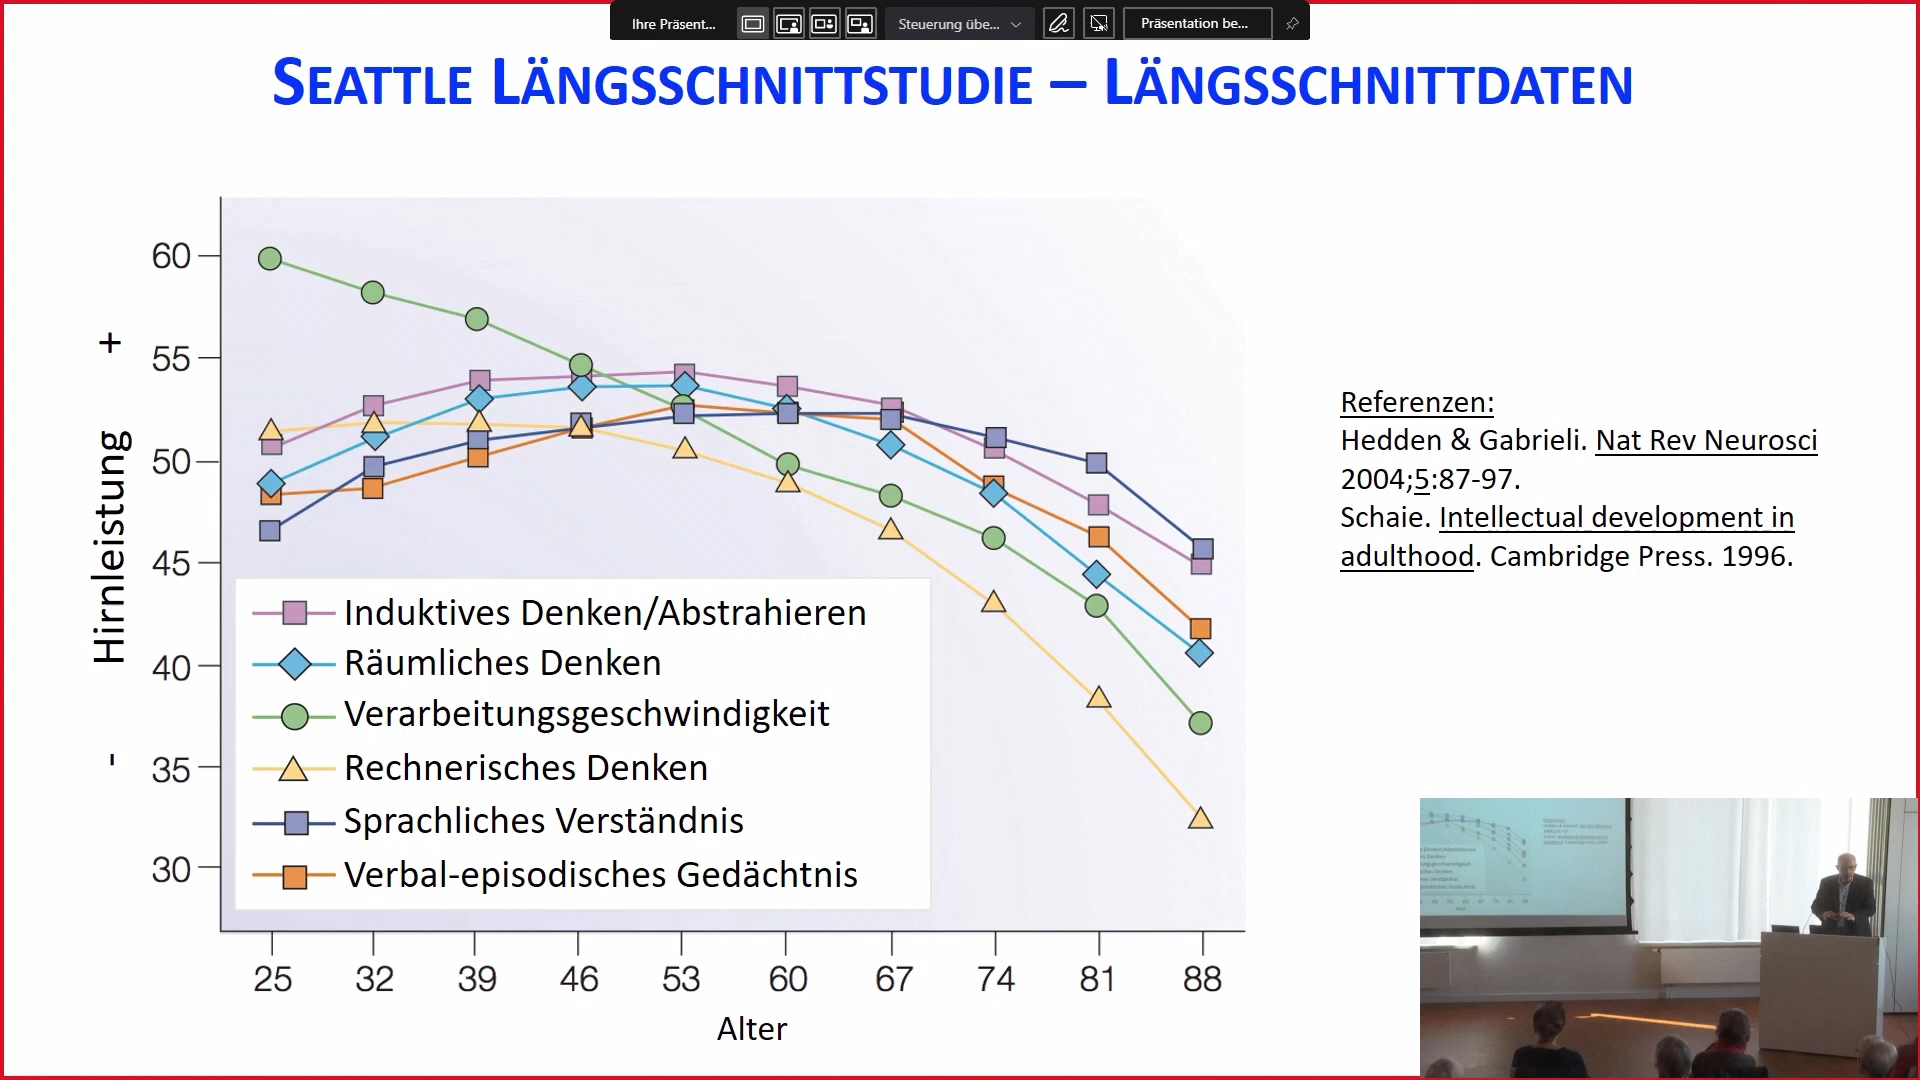 Ihre Präsent...
Steuerung übe...
Präsentation be...
SEATTLE LÄNGSSCHNITTSTUDIE – LÄNGSSCHNITTDATEN
60
55
50
45
40
35
30
- Hirnleistung +
Induktives Denken/Abstrahieren
Räumliches Denken
Verarbeitungsgeschwindigkeit
Rechnerisches Denken
Sprachliches Verständnis
Verbal-episodisches Gedächtnis
25 32 39 46 53 60 67 74 81 88
Alter
Referenzen:
Hedden & Gabrieli. Nat Rev Neurosci
2004;5:87-97.
Schaie. Intellectual development in
adulthood. Cambridge Press. 1996.